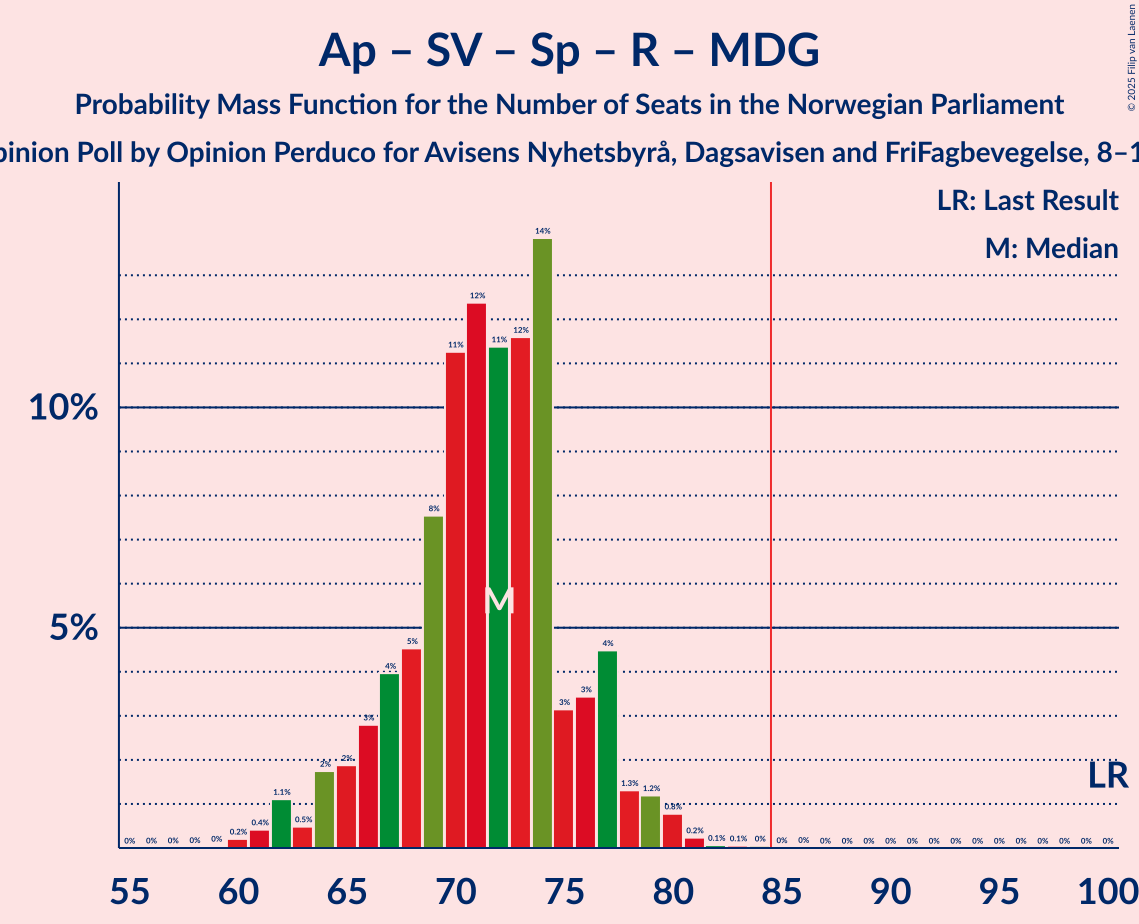 Ap – SV – Sp – R – MDG
Probability Mass Function for the Number of Seats in the Norwegian Parliament
pinion Poll by Opinion Perduco for Avisens Nyhetsbyrå, Dagsavisen and FriFagbevegelse, 8–1
© 2025 Filip van Laenen
LR: Last Result
M: Median
10%
5%
0% 0% 0% 0% 0% 0.2% 0.4% 1.1% 0.5% 2% 2% 3% 4% 5% 8% 11% 12% 11% 12% 14% 3% 3% 4% 1.3% 1.2% 0.8% 0.2% 0.1% 0.1% 0% 0% 0% 0% 0% 0% 0% 0% 0% 0% 0% 0% 0% 0% 0% 0% 0%
M
LR
55 60 65 70 75 80 85 90 95 100